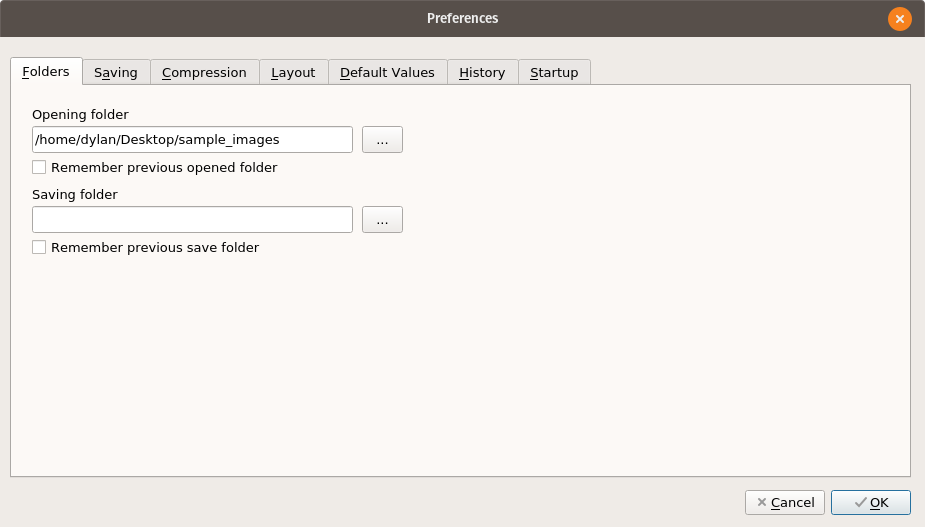 Preferences
Folders Saving Compression Layout Default Values History Startup
Opening folder
/home/dylan/Desktop/sample_images ...
Remember previous opened folder
Saving folder
...
Remember previous save folder
Cancel OK